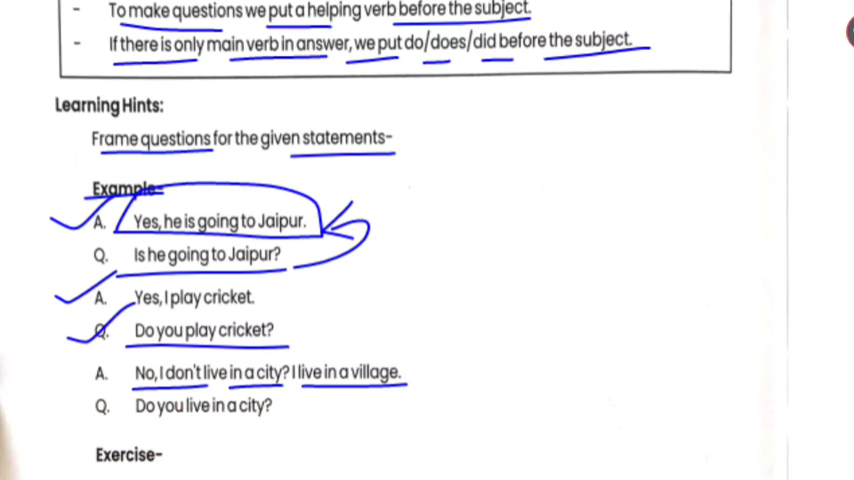 - To make questions we put a helping verb before the subject.
- If there is only main verb in answer, we put do/does/did before the subject.
Learning Hints:
Frame questions for the given statements-
Example-
A. Yes, he is going to Jaipur.
Q. Is he going to Jaipur?
A. Yes, I play cricket.
Q. Do you play cricket?
A. No, I don't live in a city? I live in a village.
Q. Do you live in a city?
Exercise-